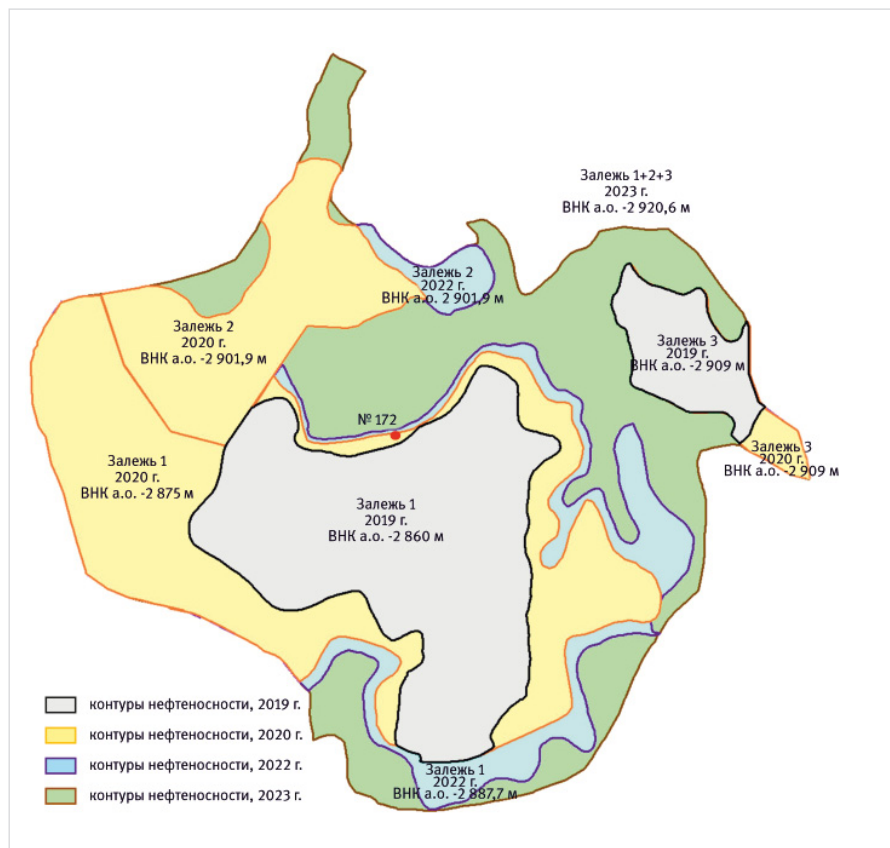 Залежь 1+2+3
2023 г.
ВНК а.о. -2 920,6 м
Залежь 2
2022 г.
ВНК а.о. 2 901,9 м
Залежь 2
2020 г.
ВНК а.о. -2 901,9 м
Залежь 3
2019 г.
ВНК а.о. -2 909 м
№ 172
Залежь 3
2020 г.
ВНК а.о. -2 909 м
Залежь 1
2020 г.
ВНК а.о. -2 875 м
Залежь 1
2019 г.
ВНК а.о. -2 860 м
Залежь 1
2022 г.
ВНК а.о. -2 887,7 м
контуры нефтеносности, 2019 г.
контуры нефтеносности, 2020 г.
контуры нефтеносности, 2022 г.
контуры нефтеносности, 2023 г.